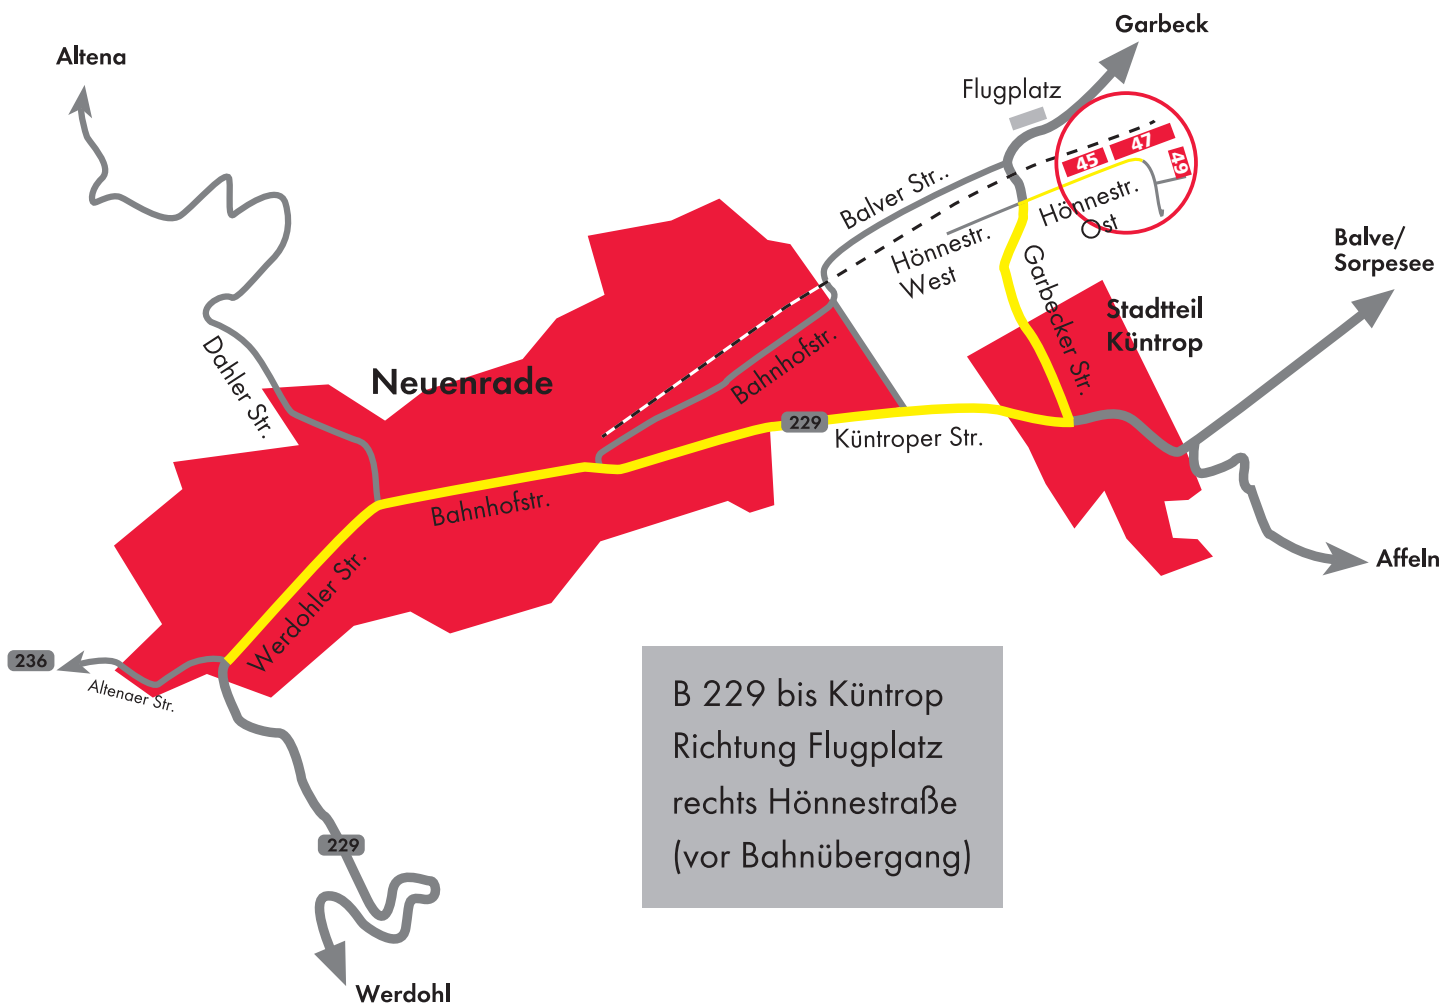 Garbeck
Altena
Flugplatz
45
47
49
Balver Str..
Hönnestr.
Ost
Hönnestr.
West
Balve/
Sorpesee
Garbecker Str.
Stadtteil
Küntrop
Dahler Str.
Neuenrade
Bahnhofstr.
229
Küntroper Str.
Bahnhofstr.
Affeln
Werdohler Str.
236
Altenaer Str.
B 229 bis Küntrop
Richtung Flugplatz
rechts Hönnestraße
(vor Bahnübergang)
229
Werdohl